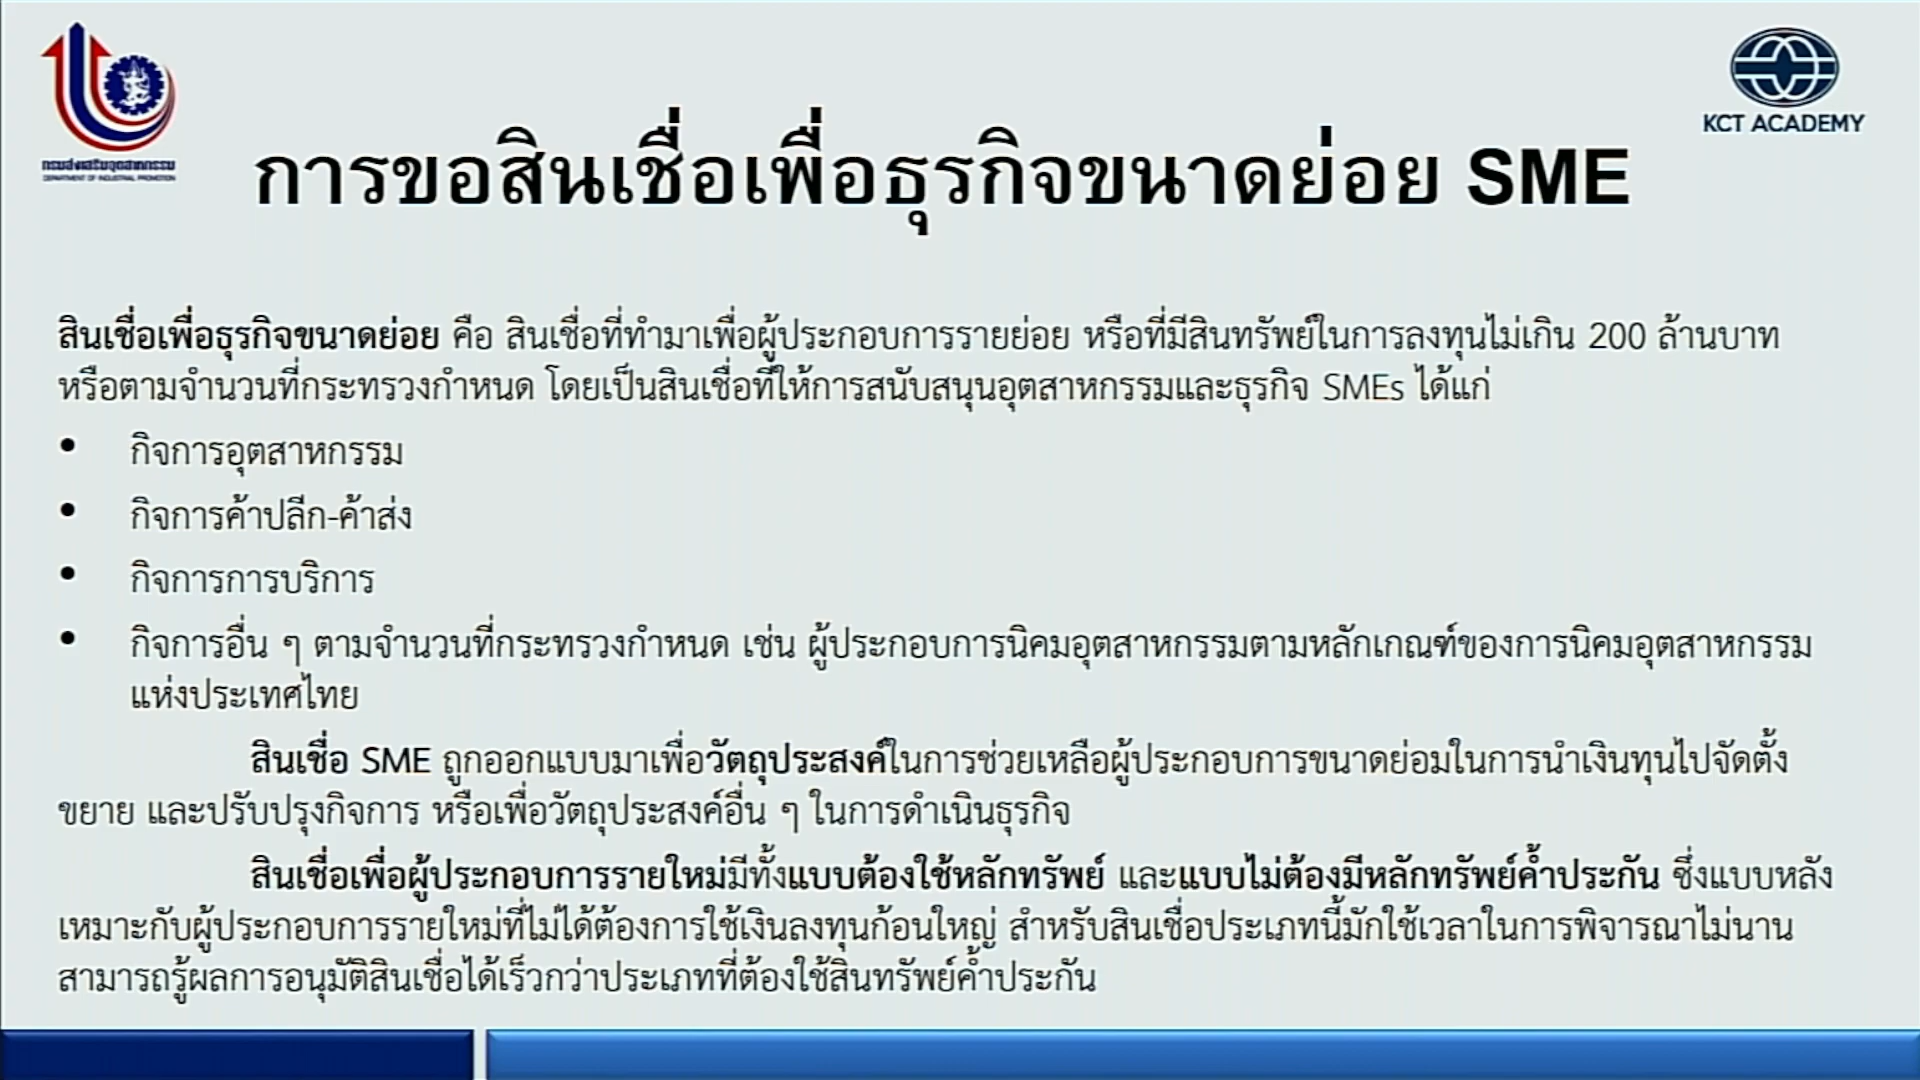 กรมส่งเสริมอุตสาหกรรม
DEPARTMENT OF INDUSTRIAL PROMOTION
KCT ACADEMY
การขอสินเชื่อเพื่อธุรกิจขนาดย่อย SME
สินเชื่อเพื่อธุรกิจขนาดย่อย คือ สินเชื่อที่ทำมาเพื่อผู้ประกอบการรายย่อย หรือที่มีสินทรัพย์ในการลงทุนไม่เกิน 200 ล้านบาท
หรือตามจำนวนที่กระทรวงกำหนด โดยเป็นสินเชื่อที่ให้การสนับสนุนอุตสาหกรรมและธุรกิจ SMEs ได้แก่
• กิจการอุตสาหกรรม
• กิจการค้าปลีก-ค้าส่ง
• กิจการการบริการ
• กิจการอื่น ๆ ตามจำนวนที่กระทรวงกำหนด เช่น ผู้ประกอบการนิคมอุตสาหกรรมตามหลักเกณฑ์ของการนิคมอุตสาหกรรม
แห่งประเทศไทย
สินเชื่อ SME ถูกออกแบบมาเพื่อวัตถุประสงค์ในการช่วยเหลือผู้ประกอบการขนาดย่อมในการนำเงินทุนไปจัดตั้ง
ขยาย และปรับปรุงกิจการ หรือเพื่อวัตถุประสงค์อื่น ๆ ในการดำเนินธุรกิจ
สินเชื่อเพื่อผู้ประกอบการรายใหม่มีทั้งแบบต้องใช้หลักทรัพย์ และแบบไม่ต้องมีหลักทรัพย์ค้ำประกัน ซึ่งแบบหลัง
เหมาะกับผู้ประกอบการรายใหม่ที่ไม่ได้ต้องการใช้เงินลงทุนก้อนใหญ่ สำหรับสินเชื่อประเภทนี้มักใช้เวลาในการพิจารณาไม่นาน
สามารถรู้ผลการอนุมัติสินเชื่อได้เร็วกว่าประเภทที่ต้องใช้สินทรัพย์ค้ำประกัน